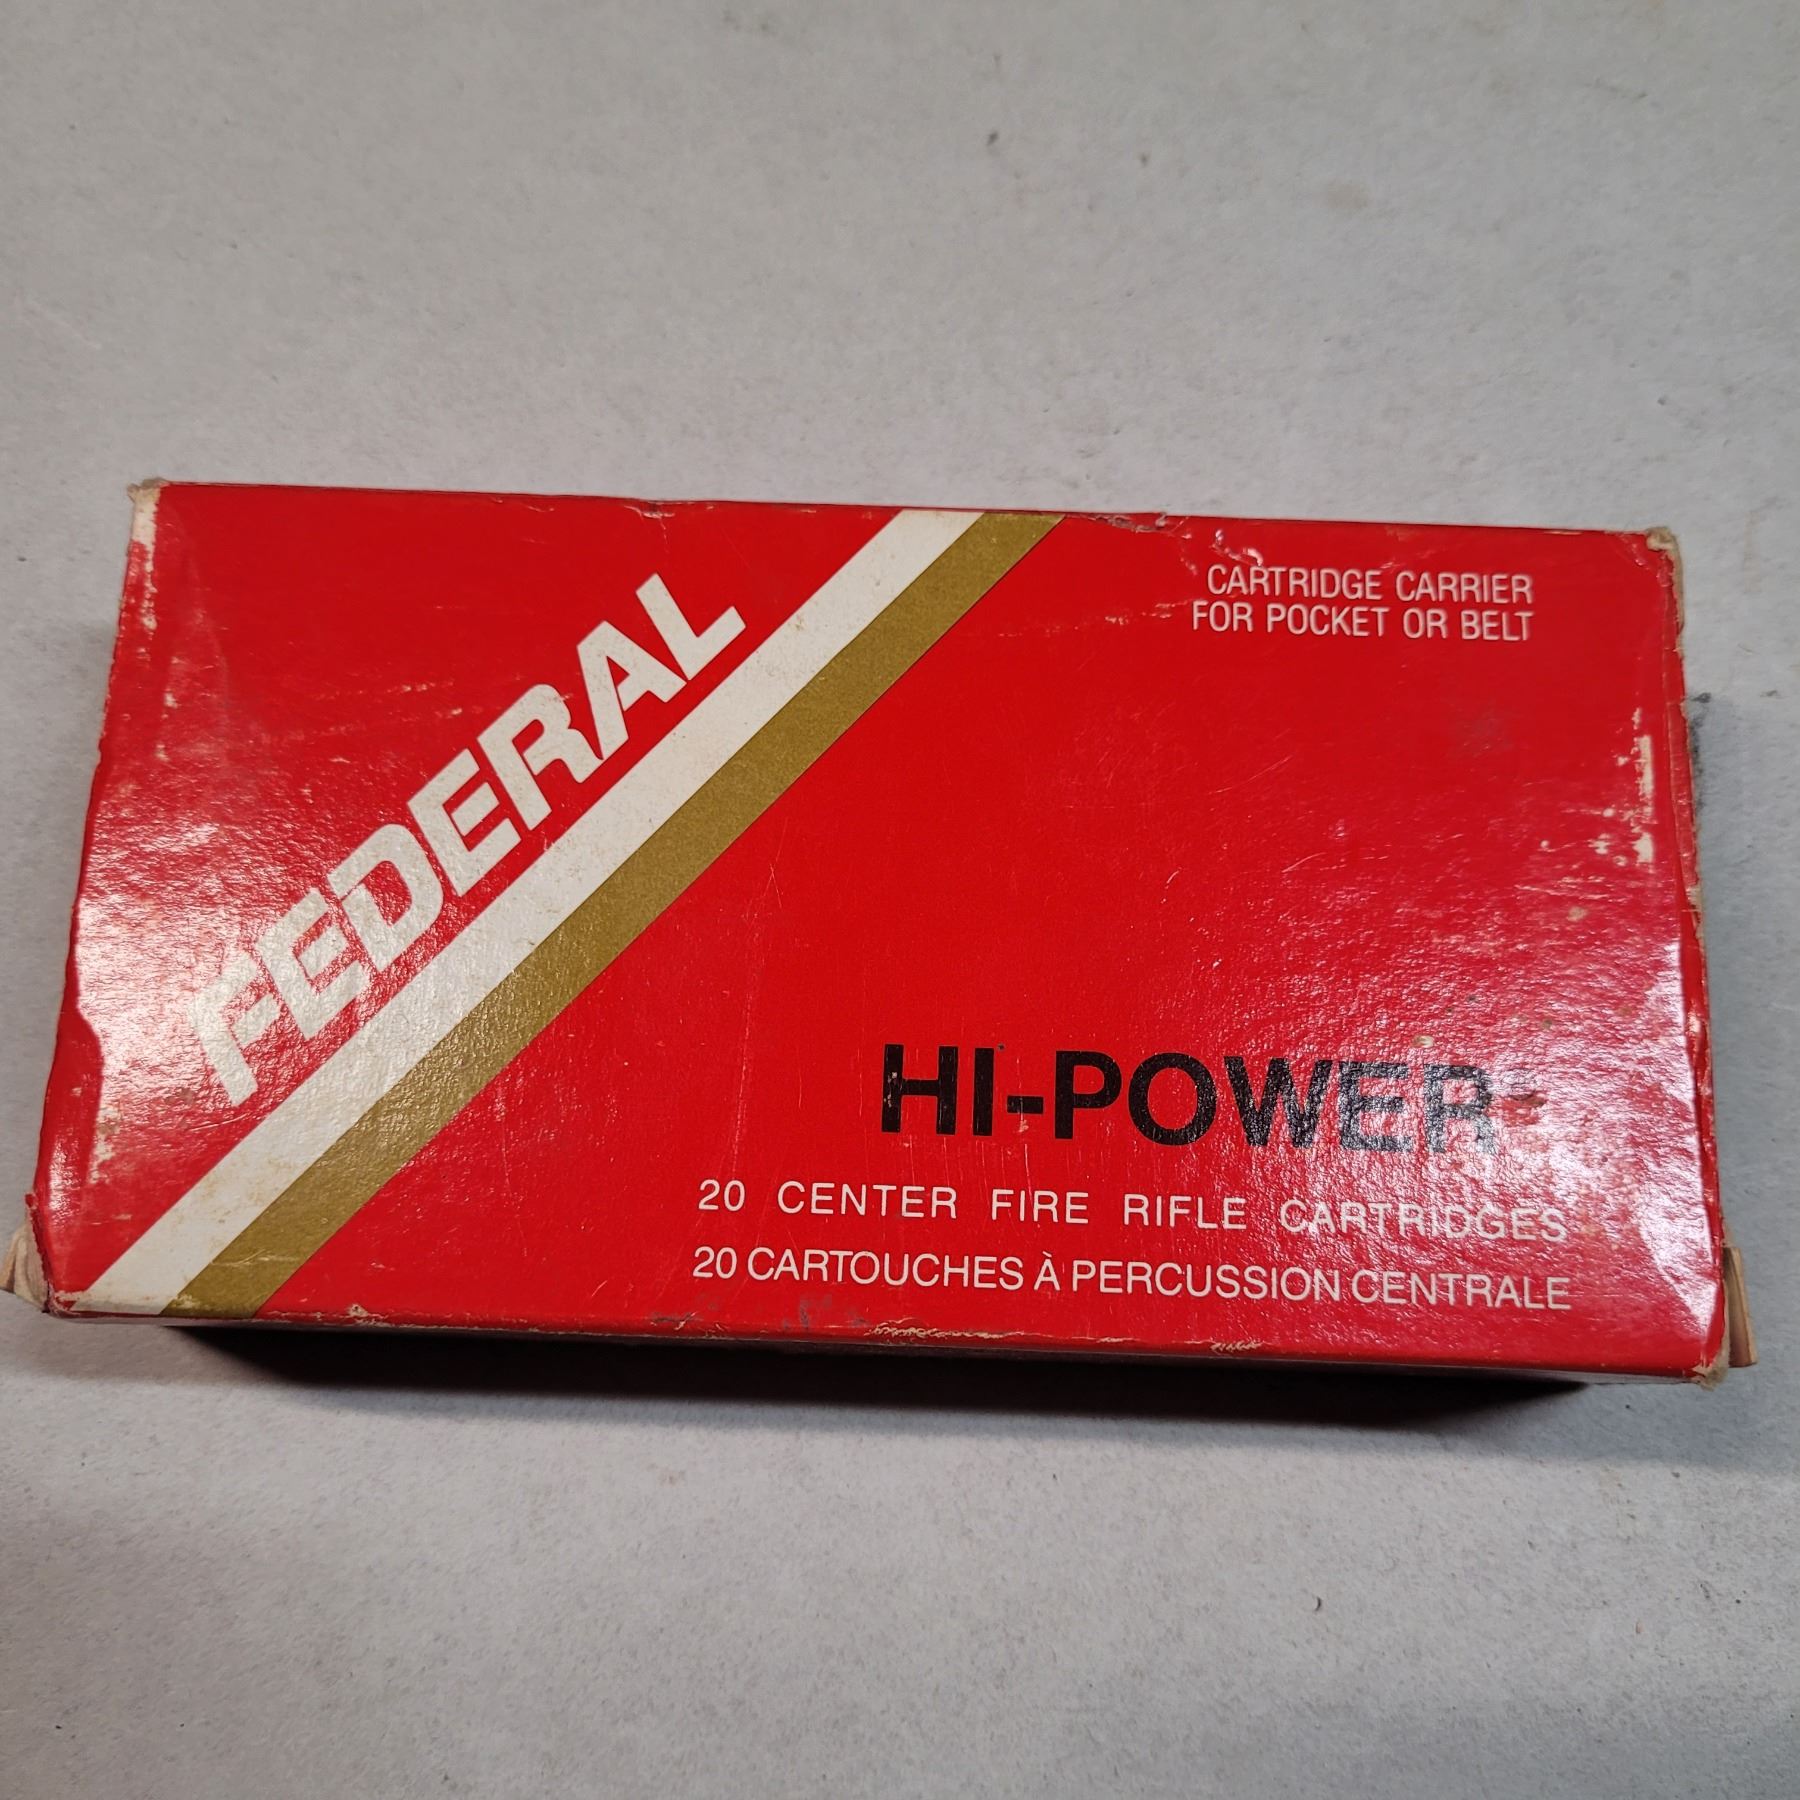 FEDERAL
CARTRIDGE CARRIER
FOR POCKET OR BELT
HI-POWER
20 CENTER FIRE RIFLE CARTRIDGES
20 CARTOUCHES À PERCUSSION CENTRALE